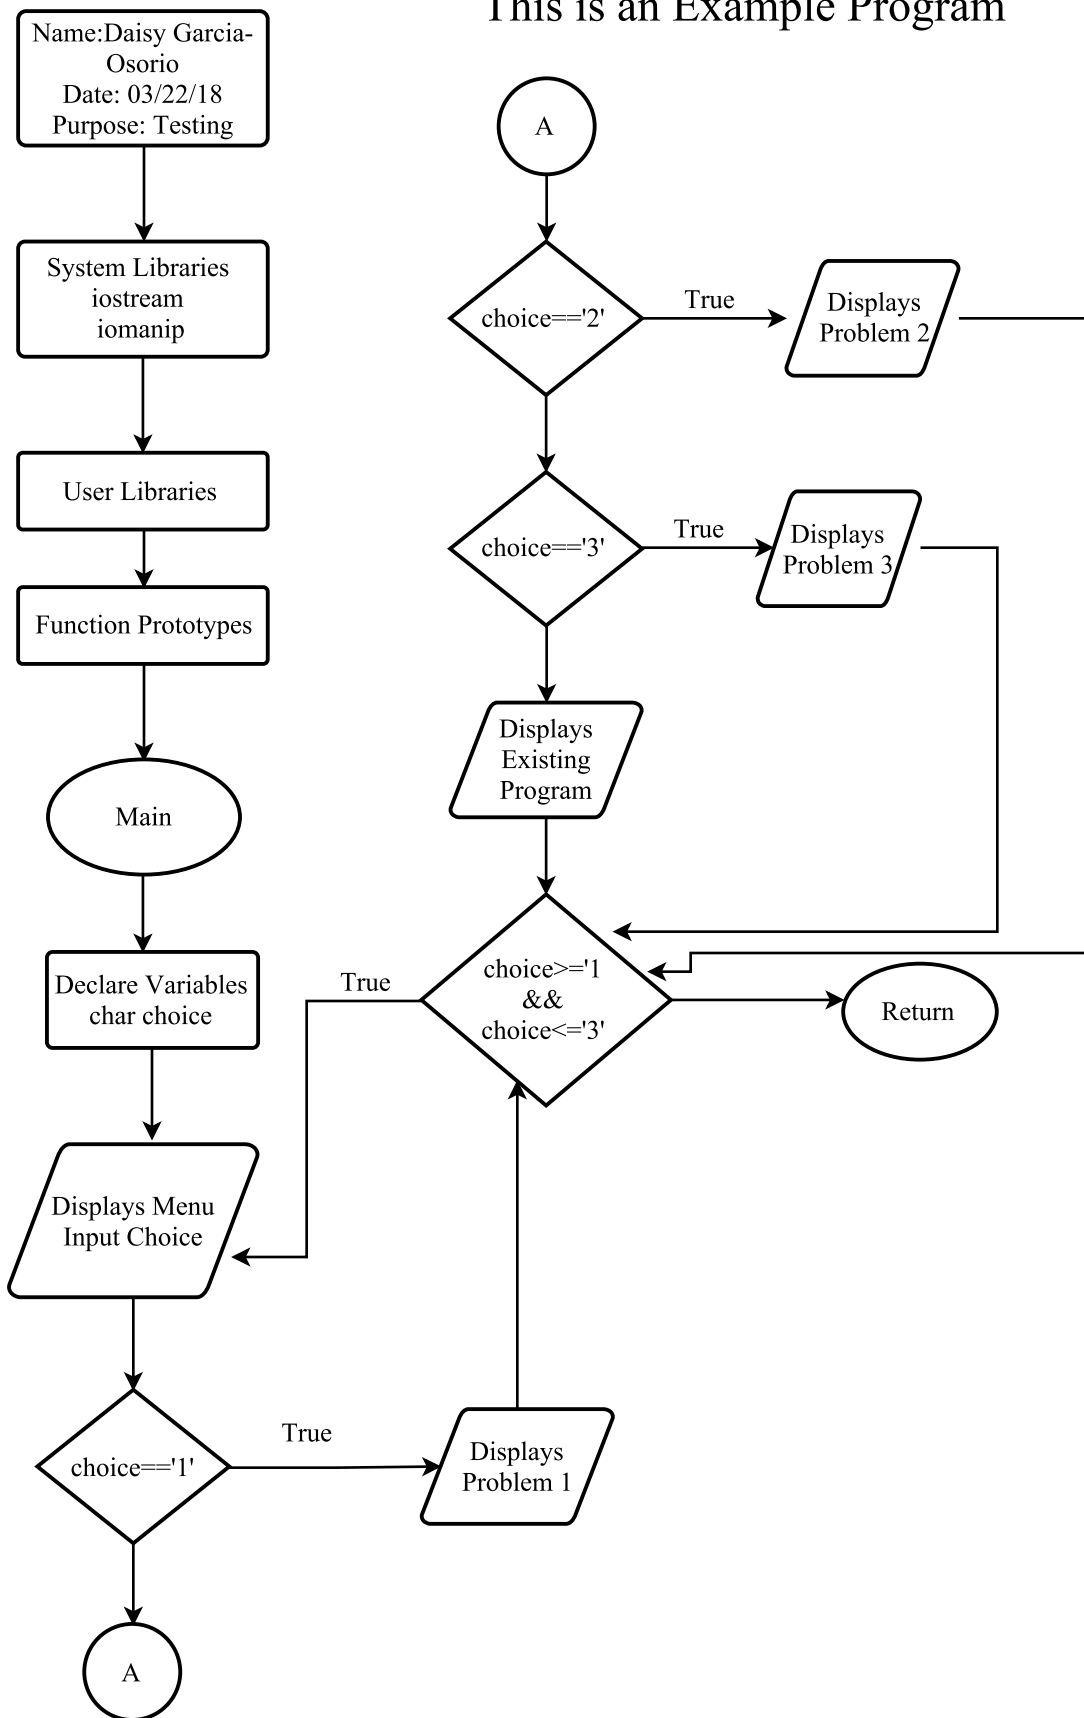 This is an Example Program
Name:Daisy Garcia-
Osorio
Date: 03/22/18
Purpose: Testing
System Libraries
iostream
iomanip
User Libraries
Function Prototypes
Main
Declare Variables
char choice
Displays Menu
Input Choice
choice=='1'
True
Displays
Problem 1
A
A
choice=='2'
True
Displays
Problem 2
choice=='3'
True
Displays
Problem 3
Displays
Existing
Program
choice>='1
&&
choice<='3'
True
Return